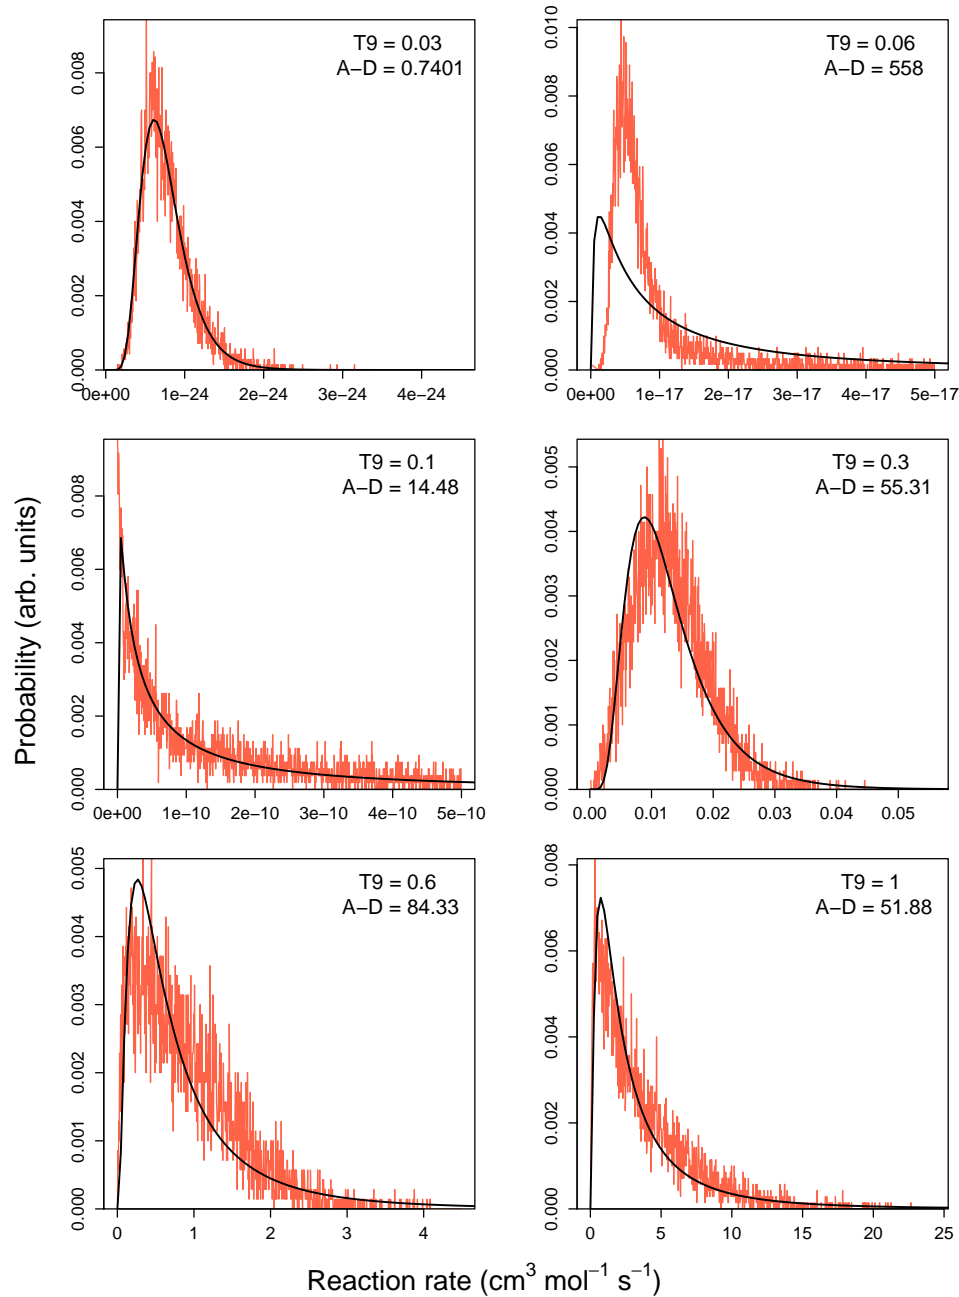 T9 = 0.03
A−D = 0.7401
0.000 0.002 0.004 0.006 0.008
0e+00 1e−24 2e−24 3e−24 4e−24
T9 = 0.06
A−D = 558
0.000 0.002 0.004 0.006 0.008 0.010
0e+00 1e−17 2e−17 3e−17 4e−17 5e−17
T9 = 0.1
A−D = 14.48
0.000 0.002 0.004 0.006 0.008
0e+00 1e−10 2e−10 3e−10 4e−10 5e−10
T9 = 0.3
A−D = 55.31
0.000 0.001 0.002 0.003 0.004 0.005
0.00 0.01 0.02 0.03 0.04 0.05
T9 = 0.6
A−D = 84.33
0.000 0.001 0.002 0.003 0.004 0.005
0 1 2 3 4
T9 = 1
A−D = 51.88
0.000 0.002 0.004 0.006 0.008
0 5 10 15 20 25
Probability (arb. units)
Reaction rate (cm³ mol⁻¹ s⁻¹)